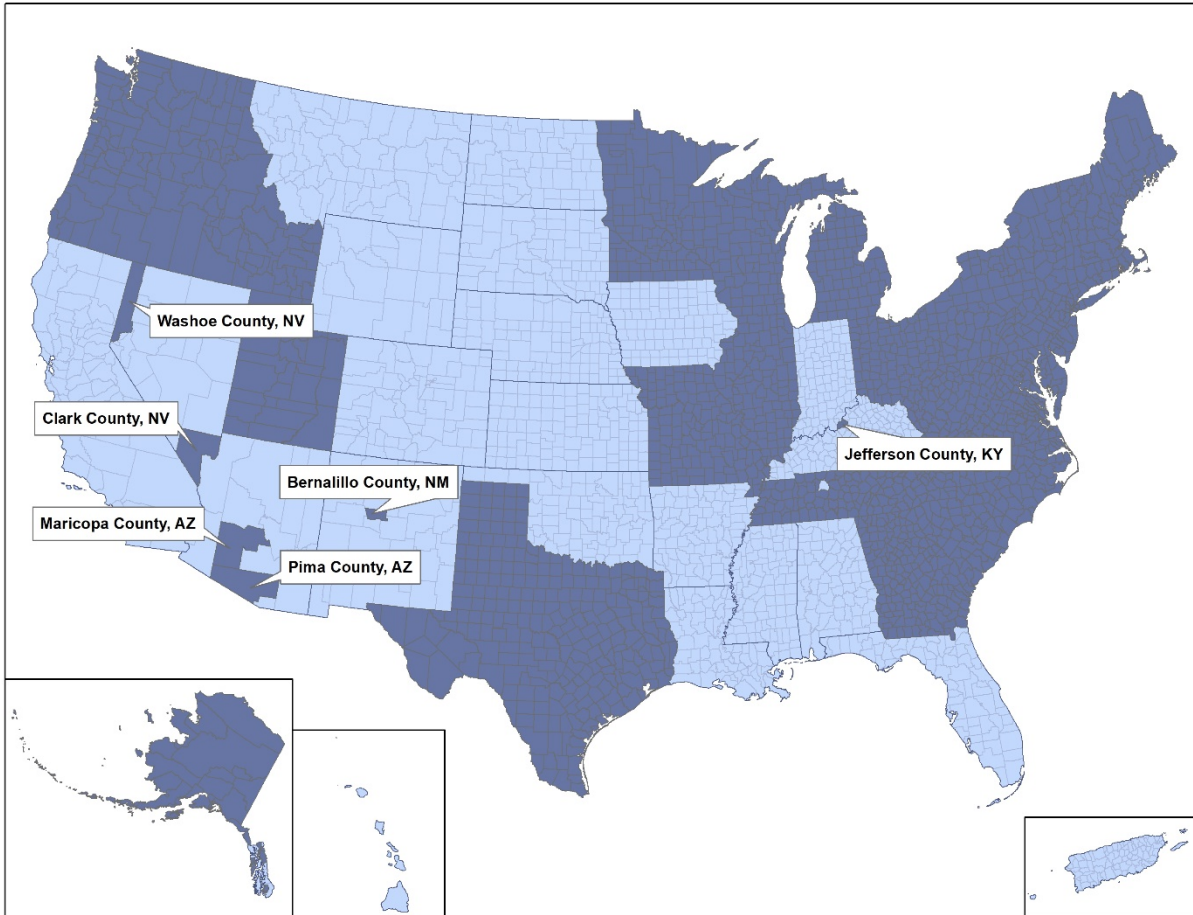 Washoe County, NV
Clark County, NV
Jefferson County, KY
Bernalillo County, NM
Maricopa County, AZ
Pima County, AZ